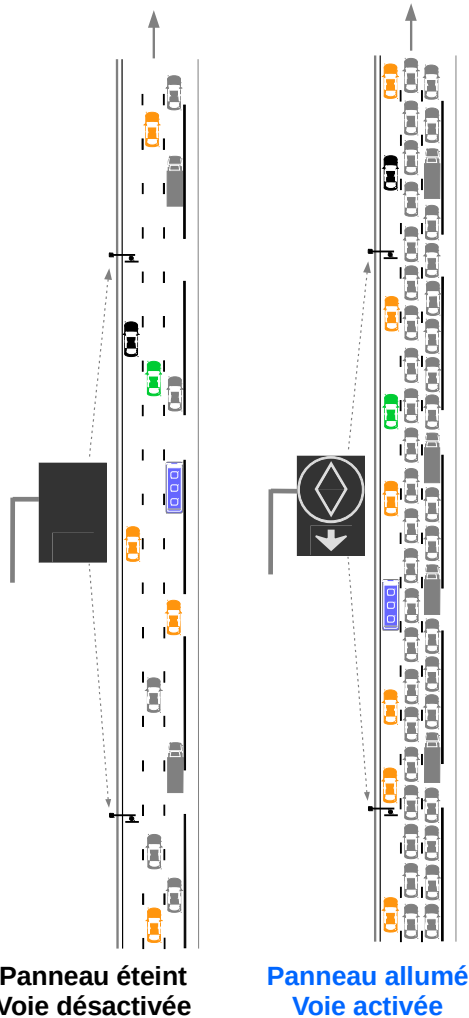 Panneau éteint
Voie désactivée
Panneau allumé
Voie activée